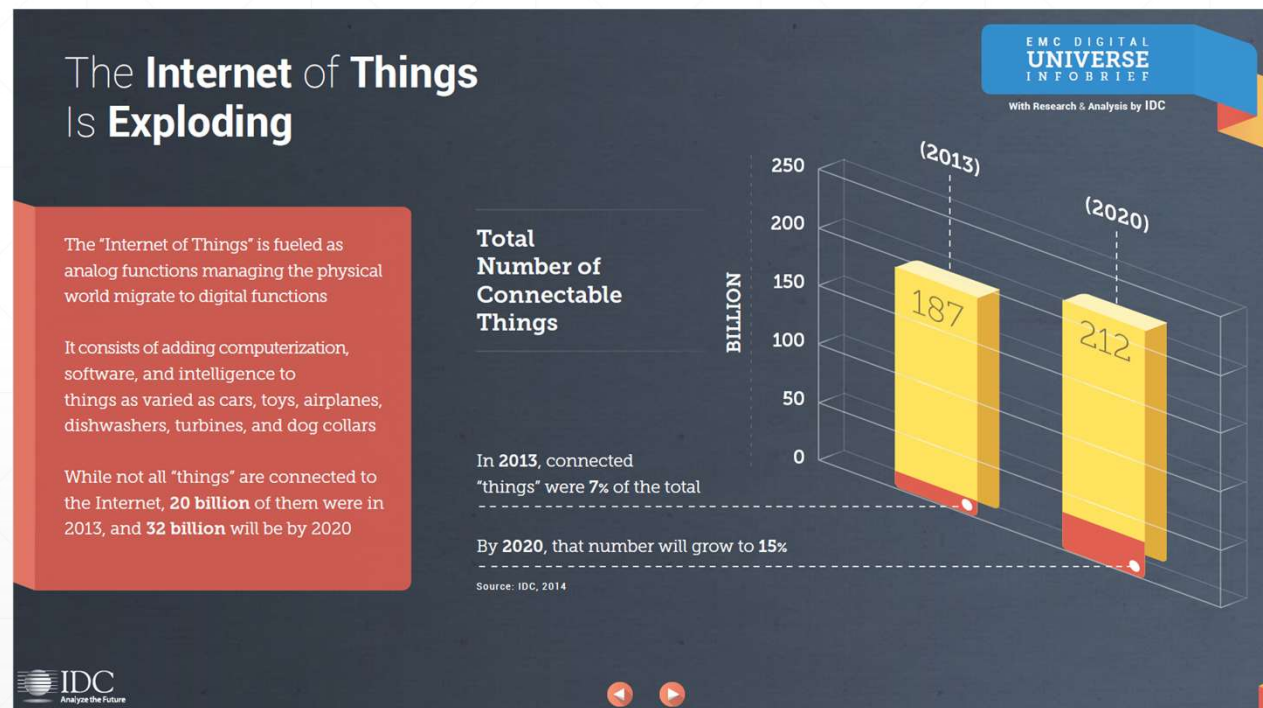 The Internet of Things
Is Exploding
EMC DIGITAL
UNIVERSE
INFOBRIEF
With Research & Analysis by IDC
The "Internet of Things" is fueled as
analog functions managing the physical
world migrate to digital functions
It consists of adding computerization,
software, and intelligence to
things as varied as cars, toys, airplanes,
dishwashers, turbines, and dog collars
While not all "things" are connected to
the Internet, 20 billion of them were in
2013, and 32 billion will be by 2020
Total
Number of
Connectable
Things
BILLION
250
200
150
100
50
0
(2013)
(2020)
187
212
In 2013, connected
"things" were 7% of the total
By 2020, that number will grow to 15%
Source: IDC, 2014
IDC
Analyze the Future